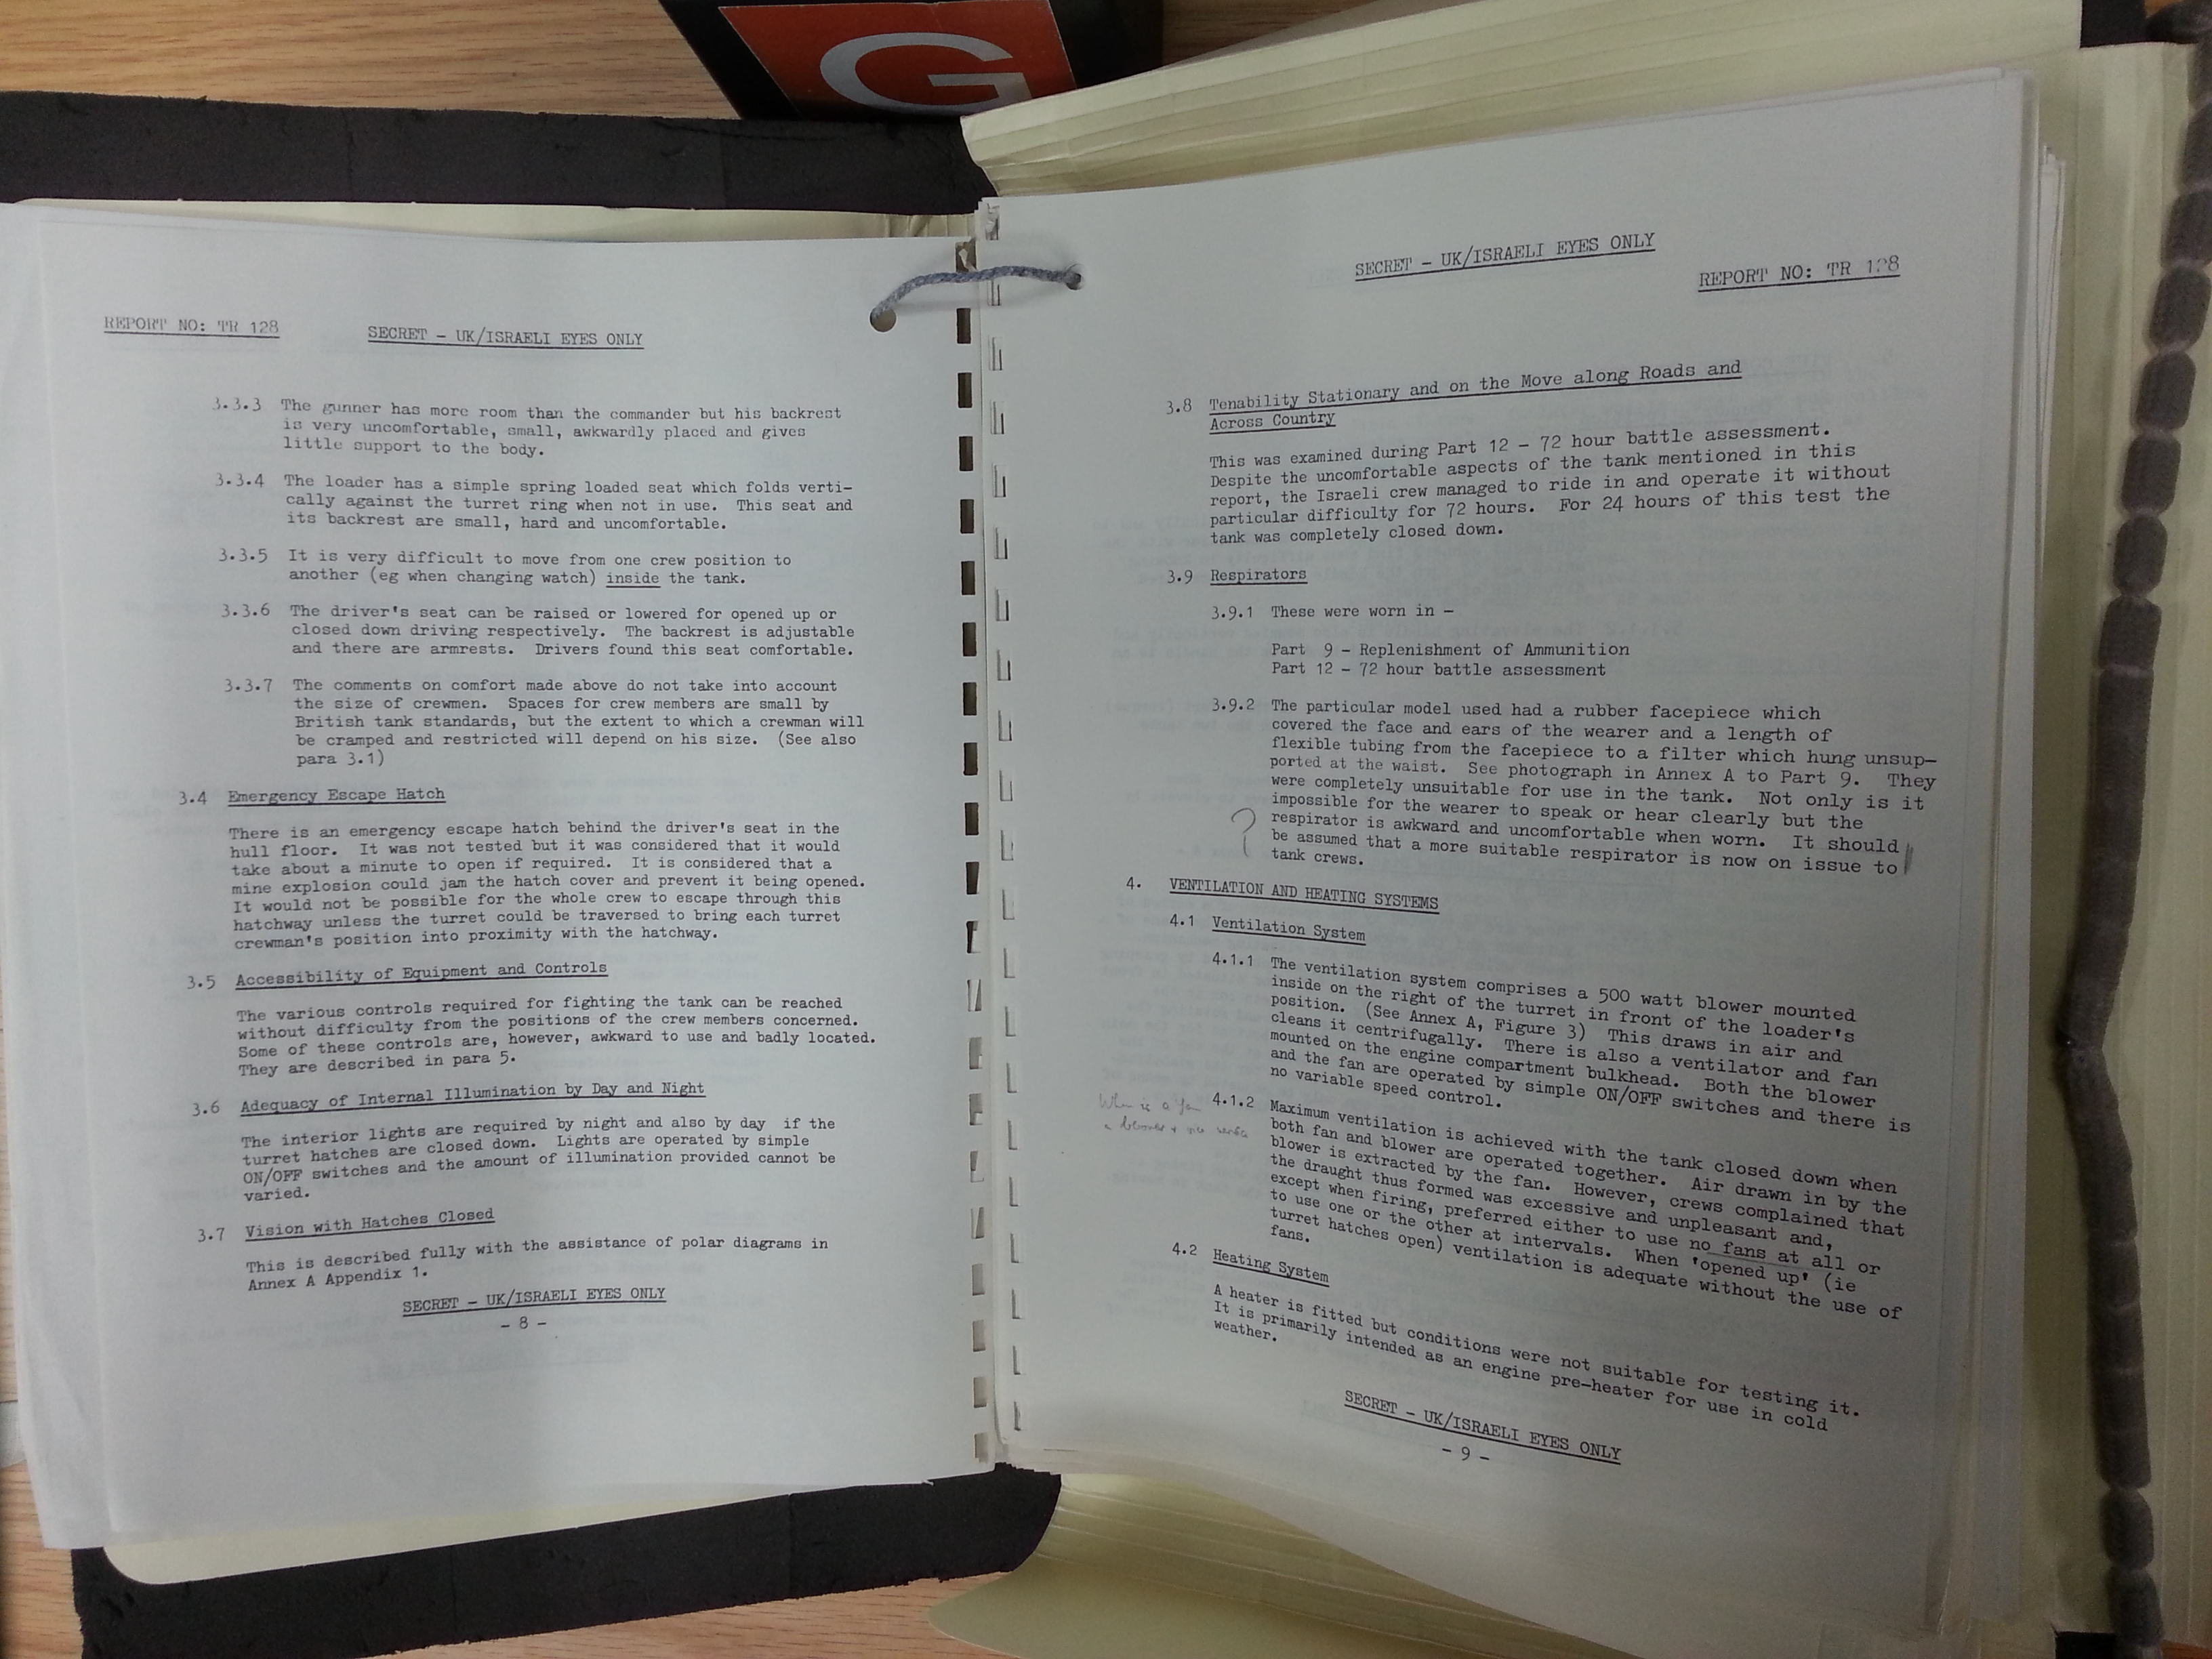 G
REPORT NO: TR 128
SECRET - UK/ISRAELI EYES ONLY
3.3.3 The gunner has more room than the commander but his backrest
is very uncomfortable, small, awkwardly placed and gives
little support to the body.
3.3.4 The loader has a simple spring loaded seat which folds verti-
cally against the turret ring when not in use. This seat and
its backrest are small, hard and uncomfortable.
3.3.5 It is very difficult to move from one crew position to
another (eg when changing watch) inside the tank.
3.3.6 The driver's seat can be raised or lowered for opened up or
closed down driving respectively. The backrest is adjustable
and there are armrests. Drivers found this seat comfortable.
3.3.7 The comments on comfort made above do not take into account
the size of crewmen. Spaces for crew members are small by
British tank standards, but the extent to which a crewman will
be cramped and restricted will depend on his size. (See also
para 3.1)
3.4 Emergency Escape Hatch
There is an emergency escape hatch behind the driver's seat in the
hull floor. It was not tested but it was considered that it would
take about a minute to open if required. It is considered that a
mine explosion could jam the hatch cover and prevent it being opened.
It would not be possible for the whole crew to escape through this
hatchway unless the turret could be traversed to bring each turret
crewman's position into proximity with the hatchway.
3.5 Accessibility of Equipment and Controls
The various controls required for fighting the tank can be reached
without difficulty from the positions of the crew members concerned.
Some of these controls are, however, awkward to use and badly located.
They are described in para 5.
3.6 Adequacy of Internal Illumination by Day and Night
The interior lights are required by night and also by day if the
turret hatches are closed down. Lights are operated by simple
ON/OFF switches and the amount of illumination provided cannot be
varied.
3.7 Vision with Hatches Closed
This is described fully with the assistance of polar diagrams in
Annex A Appendix 1.
SECRET - UK/ISRAELI EYES ONLY
- 8 -
SECRET - UK/ISRAELI EYES ONLY
REPORT NO: TR 128
3.8 Tenability Stationary and on the Move along Roads and
Across Country
This was examined during Part 12 - 72 hour battle assessment.
Despite the uncomfortable aspects of the tank mentioned in this
report, the Israeli crew managed to ride in and operate it without
particular difficulty for 72 hours. For 24 hours of this test the
tank was completely closed down.
3.9 Respirators
3.9.1 These were worn in -
Part 9 - Replenishment of Ammunition
Part 12 - 72 hour battle assessment
3.9.2 The particular model used had a rubber facepiece which
covered the face and ears of the wearer and a length of
flexible tubing from the facepiece to a filter which hung unsup-
ported at the waist. See photograph in Annex A to Part 9. They
were completely unsuitable for use in the tank. Not only is it
impossible for the wearer to speak or hear clearly but the
respirator is awkward and uncomfortable when worn. It should
be assumed that a more suitable respirator is now on issue to
tank crews.
?
4. VENTILATION AND HEATING SYSTEMS
4.1 Ventilation System
4.1.1 The ventilation system comprises a 500 watt blower mounted
inside on the right of the turret in front of the loader's
position. (See Annex A, Figure 3) This draws in air and
cleans it centrifugally. There is also a ventilator and fan
mounted on the engine compartment bulkhead. Both the blower
and the fan are operated by simple ON/OFF switches and there is
no variable speed control.
When is a fan
a blower + vice versa
4.1.2 Maximum ventilation is achieved with the tank closed down when
both fan and blower are operated together. Air drawn in by the
blower is extracted by the fan. However, crews complained that
the draught thus formed was excessive and unpleasant and,
except when firing, preferred either to use no fans at all or
to use one or the other at intervals. When 'opened up' (ie
turret hatches open) ventilation is adequate without the use of
fans.
4.2 Heating System
A heater is fitted but conditions were not suitable for testing it.
It is primarily intended as an engine pre-heater for use in cold
weather.
SECRET - UK/ISRAELI EYES ONLY
- 9 -